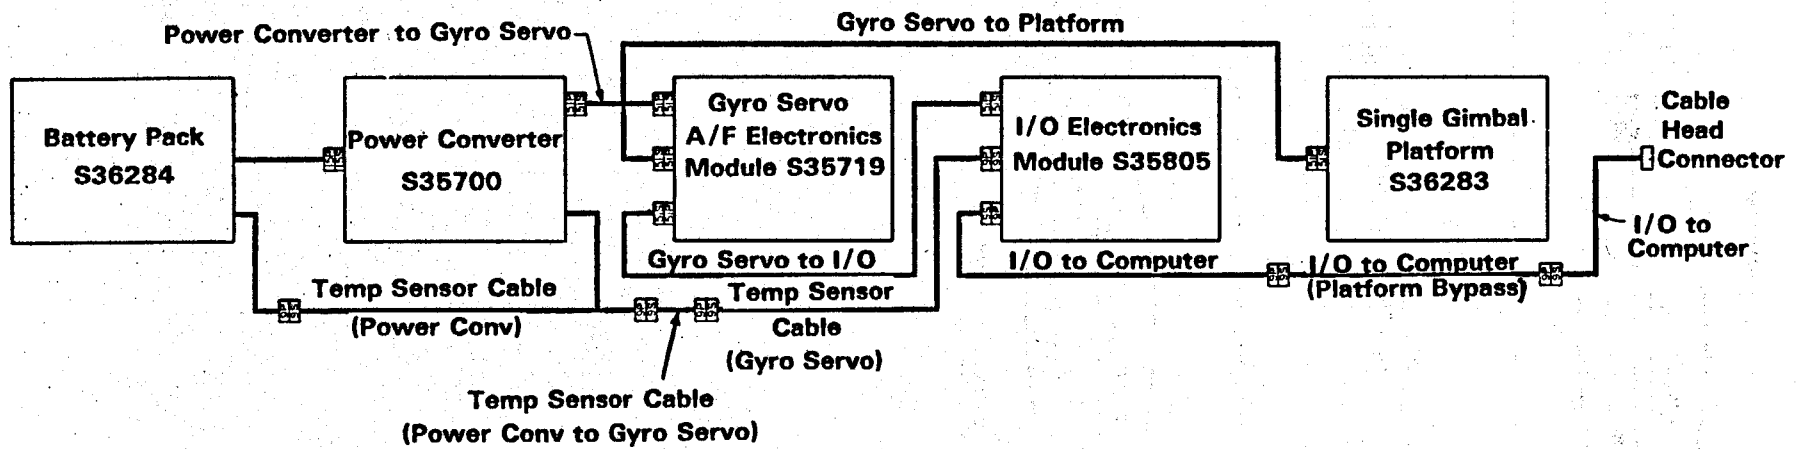 Gyro Servo to Platform
Power Converter to Gyro Servo
Battery Pack
S36284
Power Converter
S35700
Gyro Servo
A/F Electronics
Module S35719
I/O Electronics
Module S35805
Single Gimbal
Platform
S36283
Cable
Head
Connector
I/O to
Computer
Gyro Servo to I/O
I/O to Computer
I/O to Computer
(Platform Bypass)
Temp Sensor Cable
(Power Conv)
Temp Sensor
Cable
(Gyro Servo)
Temp Sensor Cable
(Power Conv to Gyro Servo)